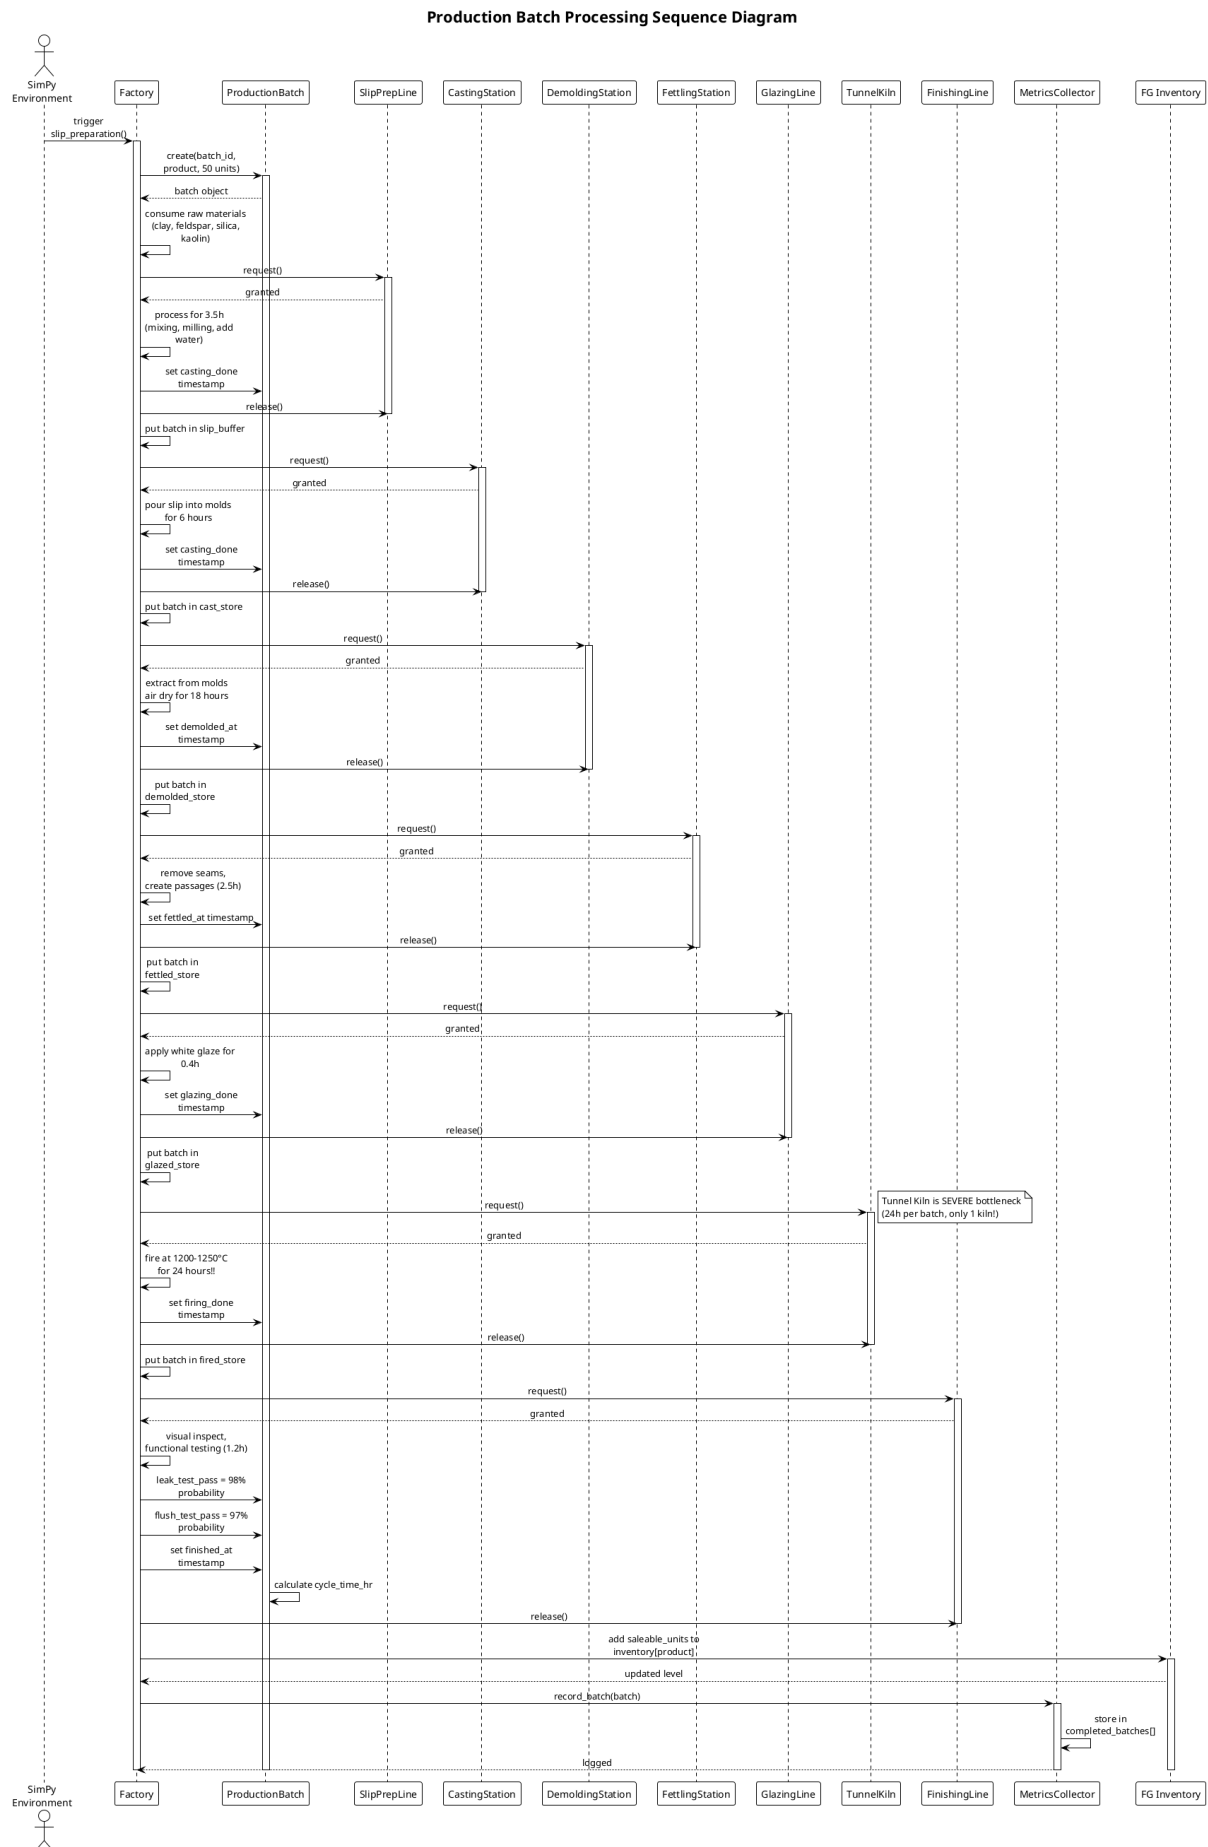 Production Batch Processing Sequence Diagram
SimPy
Environment
Factory
ProductionBatch
SlipPrepLine
CastingStation
DemoldingStation
FettlingStation
GlazingLine
TunnelKiln
FinishingLine
MetricsCollector
FG Inventory
trigger
slip_preparation()
create(batch_id,
product, 50 units)
batch object
consume raw materials
(clay, feldspar, silica,
kaolin)
request()
granted
process for 3.5h
(mixing, milling, add
water)
set casting_done
timestamp
release()
put batch in slip_buffer
request()
granted
pour slip into molds
for 6 hours
set casting_done
timestamp
release()
put batch in cast_store
request()
granted
extract from molds
air dry for 18 hours
set demolded_at
timestamp
release()
put batch in
demolded_store
request()
granted
remove seams,
create passages (2.5h)
set fettled_at timestamp
release()
put batch in
fettled_store
request()
granted
apply white glaze for
0.4h
set glazing_done
timestamp
release()
put batch in
glazed_store
request()
Tunnel Kiln is SEVERE bottleneck
(24h per batch, only 1 kiln!)
granted
fire at 1200-1250°C
for 24 hours!!
set firing_done
timestamp
release()
put batch in fired_store
request()
granted
visual inspect,
functional testing (1.2h)
leak_test_pass = 98%
probability
flush_test_pass = 97%
probability
set finished_at
timestamp
calculate cycle_time_hr
release()
add saleable_units to
inventory[product]
updated level
record_batch(batch)
store in
completed_batches[]
logged
SimPy
Environment
Factory
ProductionBatch
SlipPrepLine
CastingStation
DemoldingStation
FettlingStation
GlazingLine
TunnelKiln
FinishingLine
MetricsCollector
FG Inventory